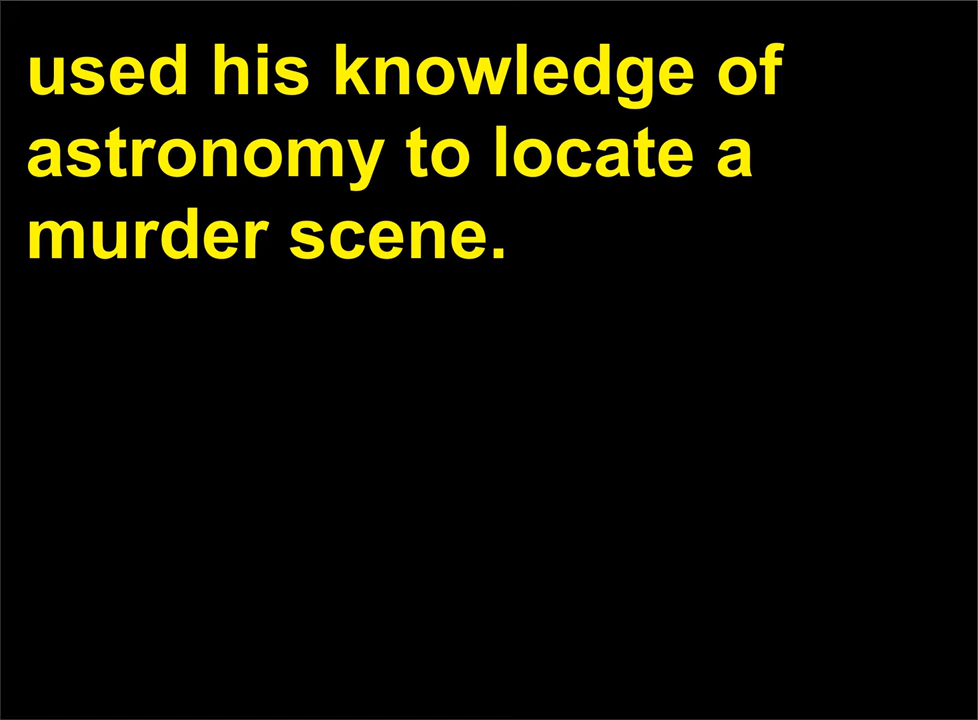 used his knowledge of
astronomy to locate a
murder scene.